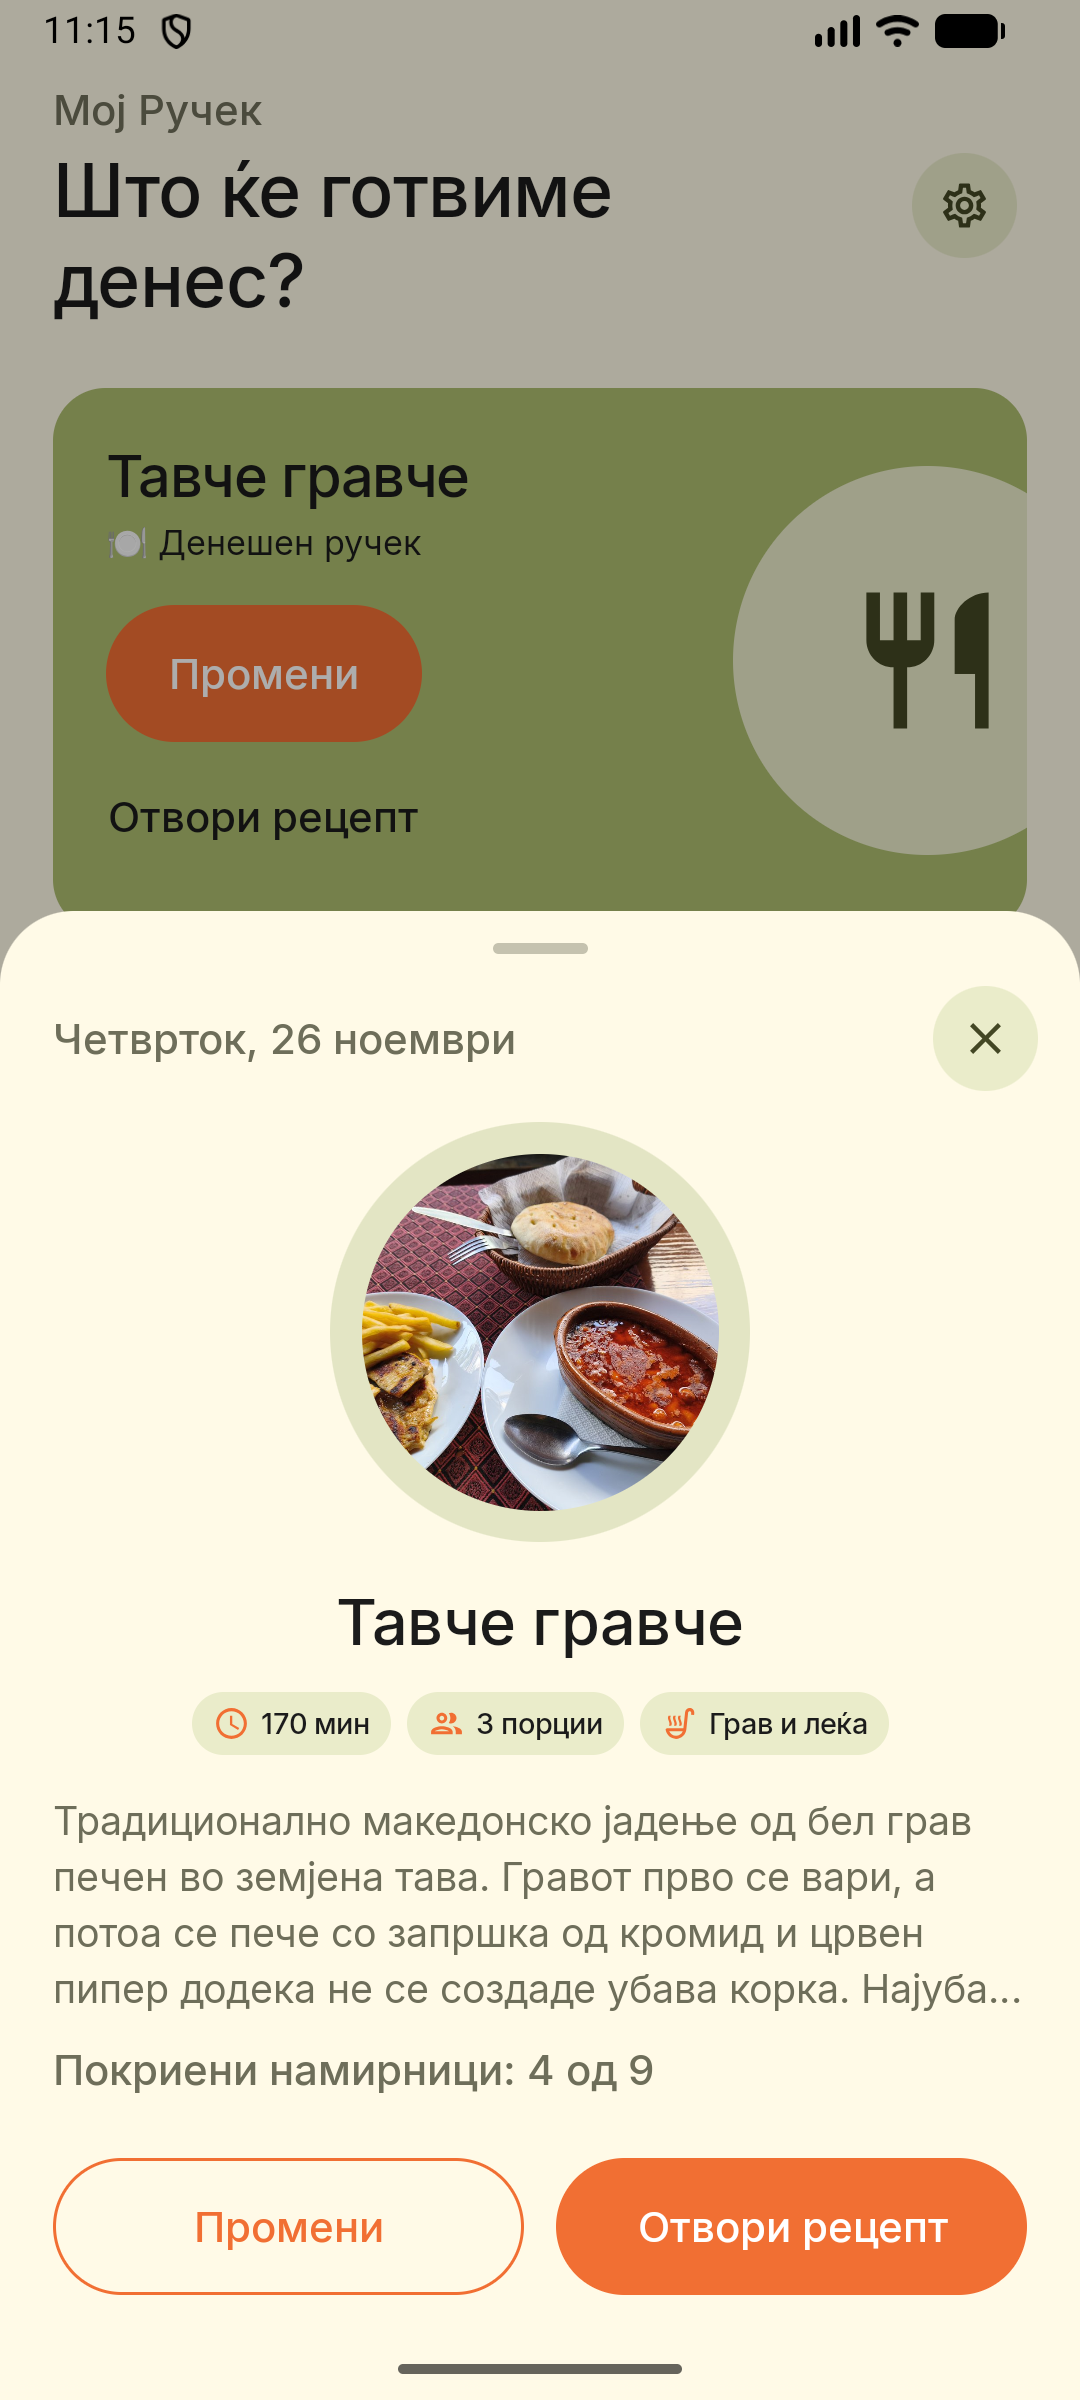 11:15
Мој Ручек
Што ќе готвиме
денес?
Тавче гравче
🍽️ Денешен ручек
Промени
Отвори рецепт
Четврток, 26 ноември
Тавче гравче
170 мин
3 порции
Грав и леќа
Традиционално македонско јадење од бел грав
печен во земјена тава. Гравот прво се вари, а
потоа се пече со запршка од кромид и црвен
пипер додека не се создаде убава корка. Најуба...
Покриени намирници: 4 од 9
Промени
Отвори рецепт